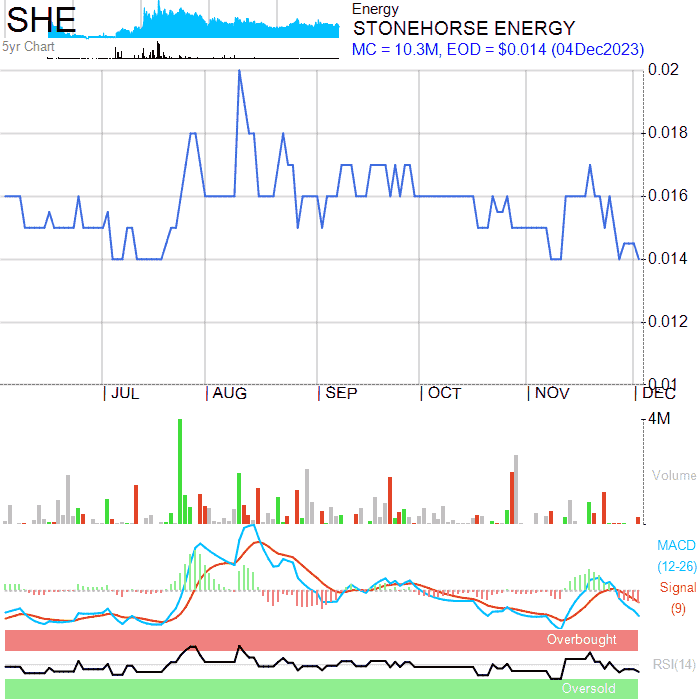 SHE
5yr Chart
Energy
STONEHORSE ENERGY
MC = 10.3M, EOD = $0.014 (04Dec2023)
0.02
0.018
0.016
0.014
0.012
0.01
JUL AUG SEP OCT NOV DEC
4M
Volume
MACD
(12-26)
Signal
(9)
Overbought
RSI(14)
Oversold